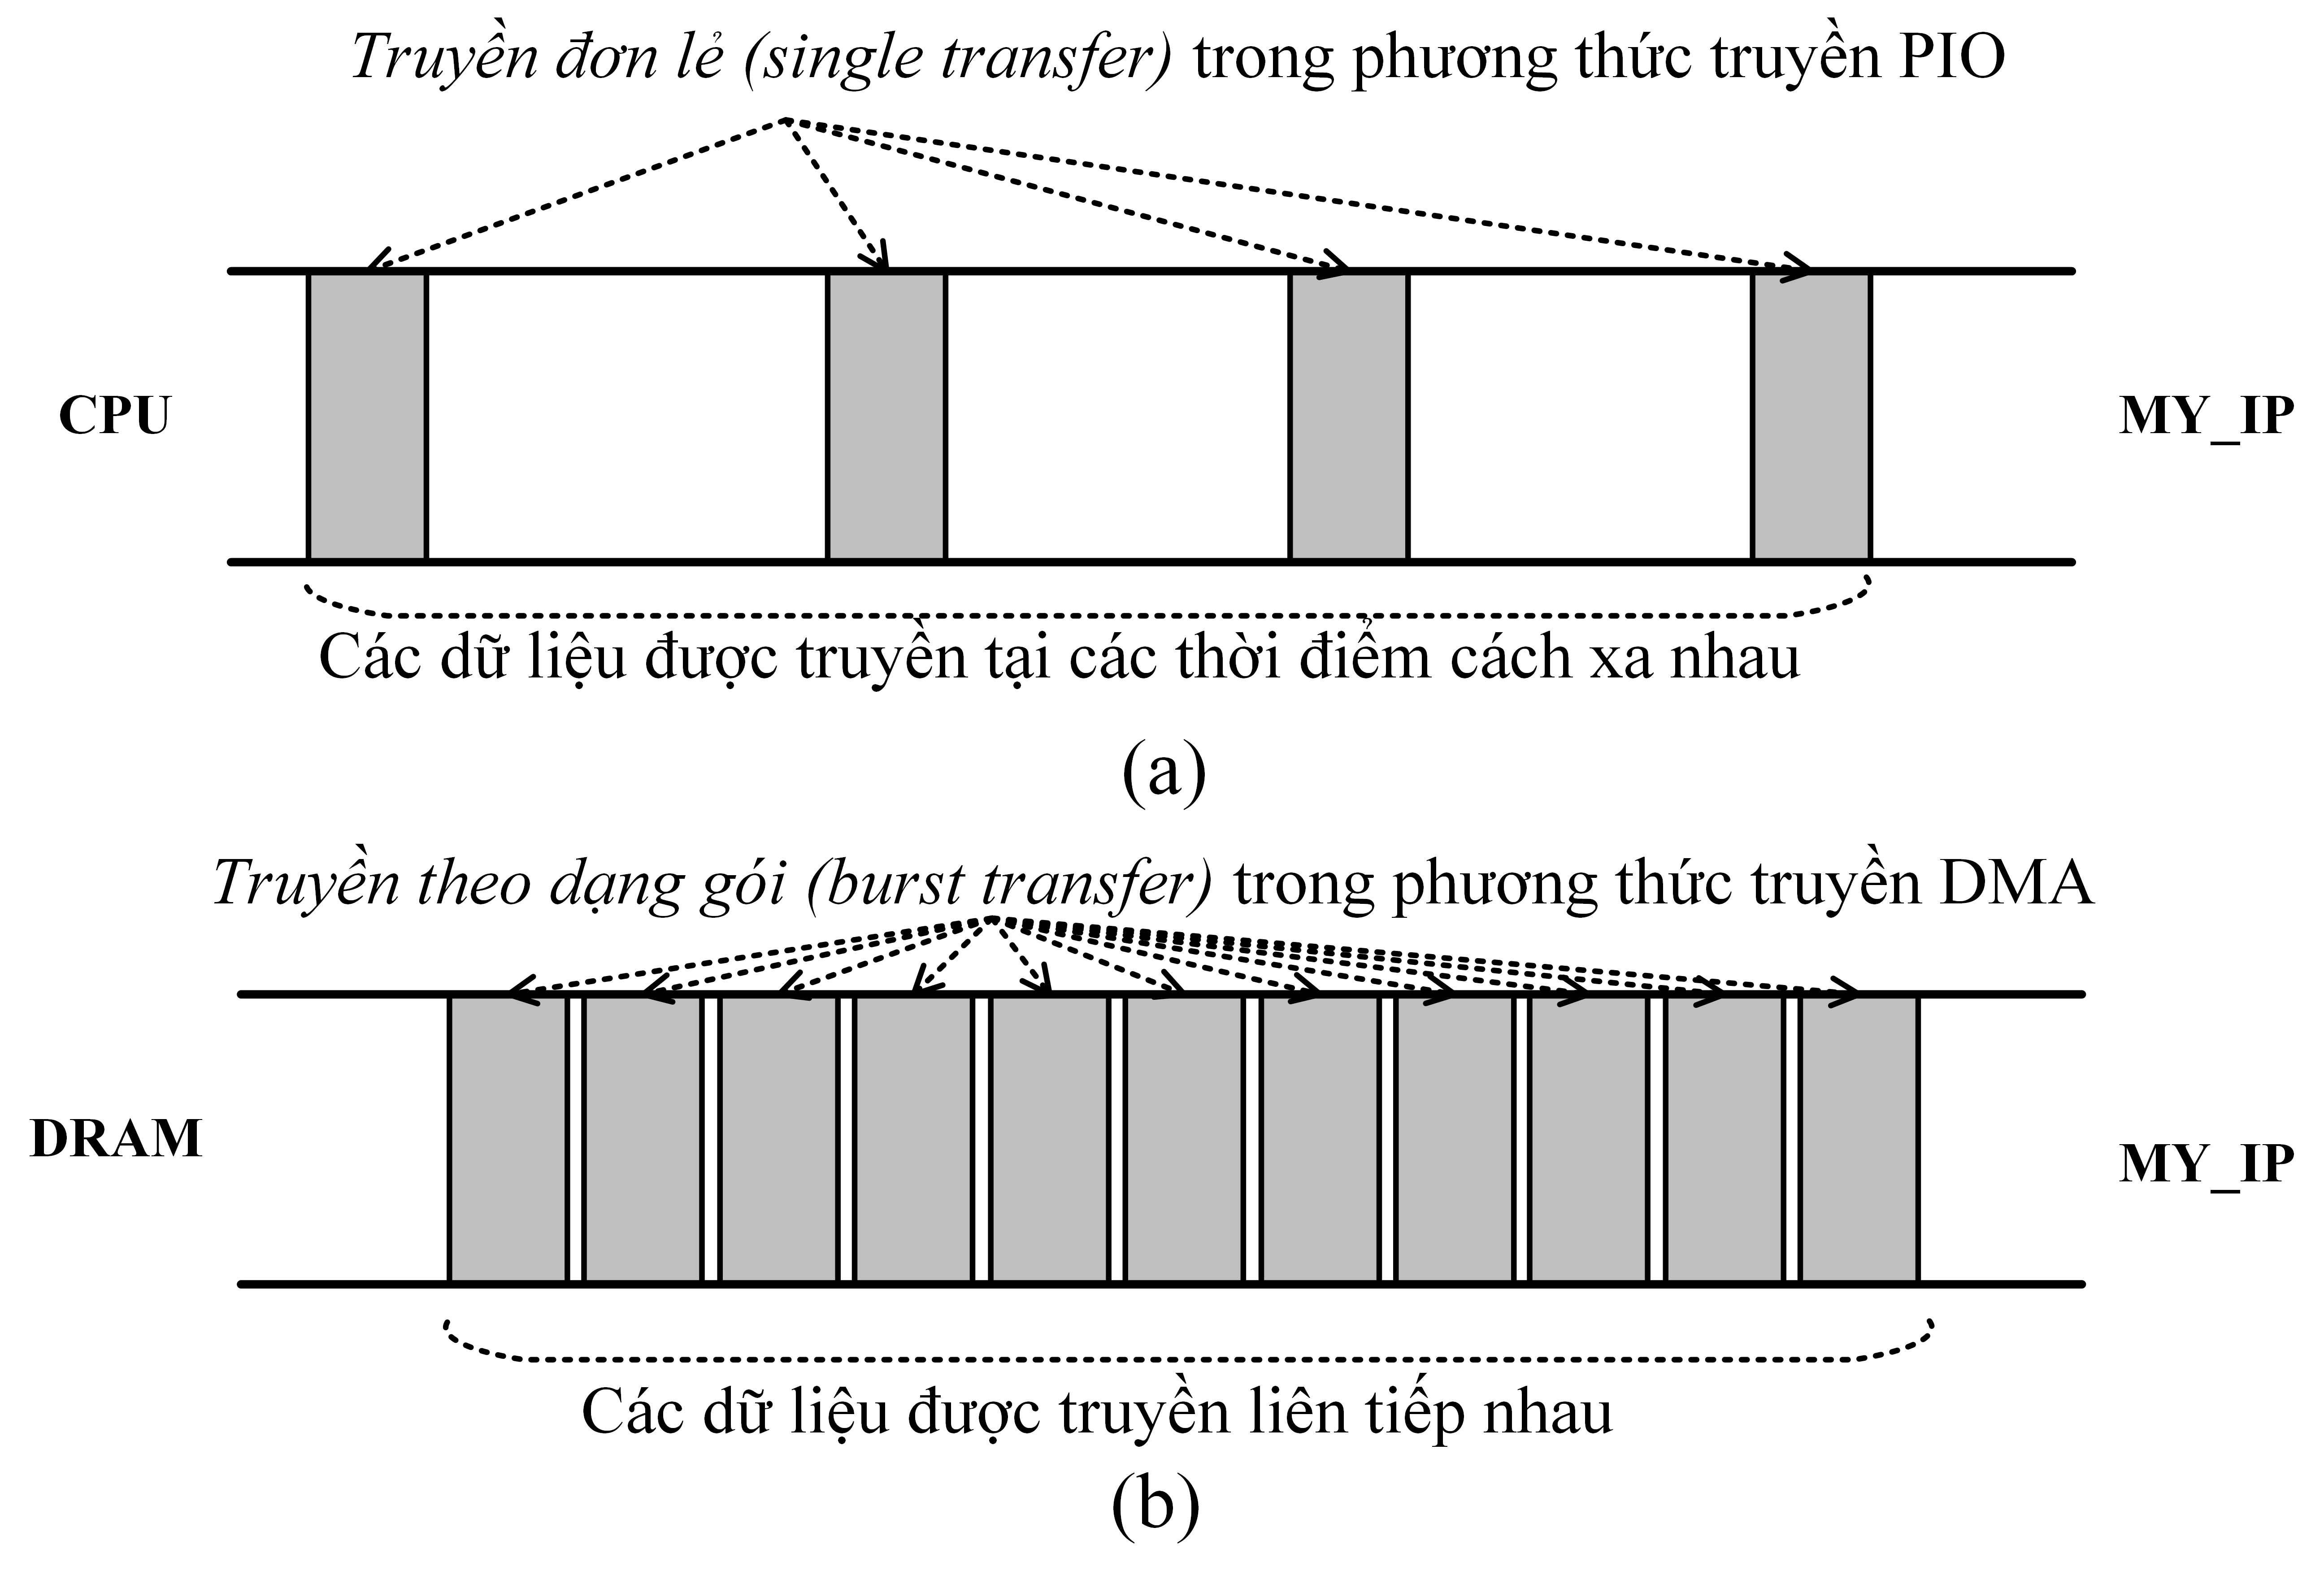 Truyền đơn lẻ (single transfer) trong phương thức truyền PIO
CPU
MY_IP
Các dữ liệu được truyền tại các thời điểm cách xa nhau
(a)
Truyền theo dạng gói (burst transfer) trong phương thức truyền DMA
DRAM
MY_IP
Các dữ liệu được truyền liên tiếp nhau
(b)